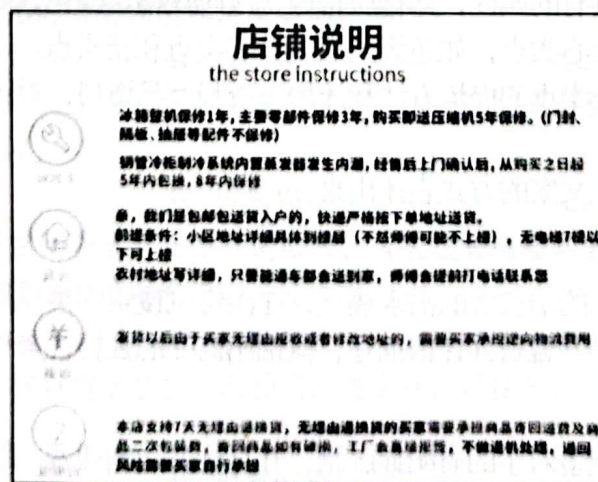 店铺说明
the store instructions
冰箱整机保修1年，主要零部件保修3年，购买即送压缩机5年保修。（门封、
隔板、抽屉等配件不保修）
铜管冷柜制冷系统内置蒸发器发生内漏，经售后上门确认后，从购买之日起
5年内包换，8年内保修
亲，我们是包邮包送货入户的，快递严格按下单地址送货。
前提条件：小区地址详细具体到楼层（不然师傅可能不上楼），无电梯7楼以
下可上楼
农村地址写详细，只要能通车都会送到家，师傅会提前打电话联系您
发货以后由于买家无理由拒收或者修改地址的，需要买家承担逆向物流费用
本店支持7天无理由退换货，无理由退换货的买家需要承担商品寄回运费及商
品二次包装费，寄回商品如有破损，工厂会直接报废，不做退机处理，退回
风险需要买家自行承担